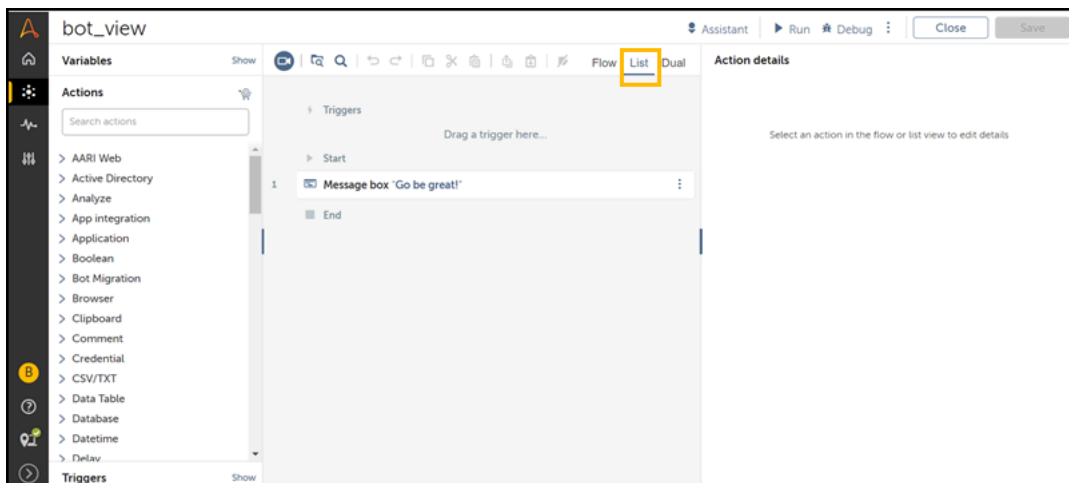 bot_view
Assistant
Run
Debug
Close
Save
Variables
Show
Flow
List
Dual
Action details
Actions
Search actions
Triggers
Drag a trigger here...
Select an action in the flow or list view to edit details
AARI Web
Start
Active Directory
1 Message box "Go be great!"
Analyze
App integration
End
Application
Boolean
Bot Migration
Browser
Clipboard
Comment
Credential
B
CSV/TXT
Data Table
Database
Datetime
Delay
Triggers
Show